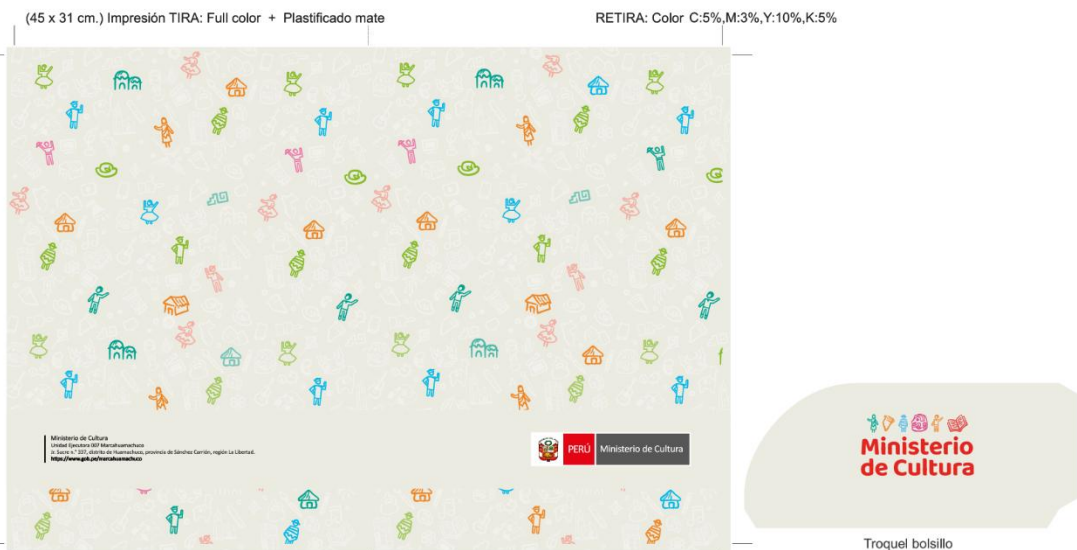 (45 x 31 cm.) Impresión TIRA: Full color + Plastificado mate
RETIRA: Color C:5%,M:3%,Y:10%,K:5%
Ministerio de Cultura
Unidad Ejecutora 007 Marcahuamachuco
Jr. Sucre n.° 337, distrito de Huamachuco, provincia de Sánchez Carrión, región La Libertad.
https://www.gob.pe/marcahuamachuco
PERÚ Ministerio de Cultura
Ministerio
de Cultura
Troquel bolsillo